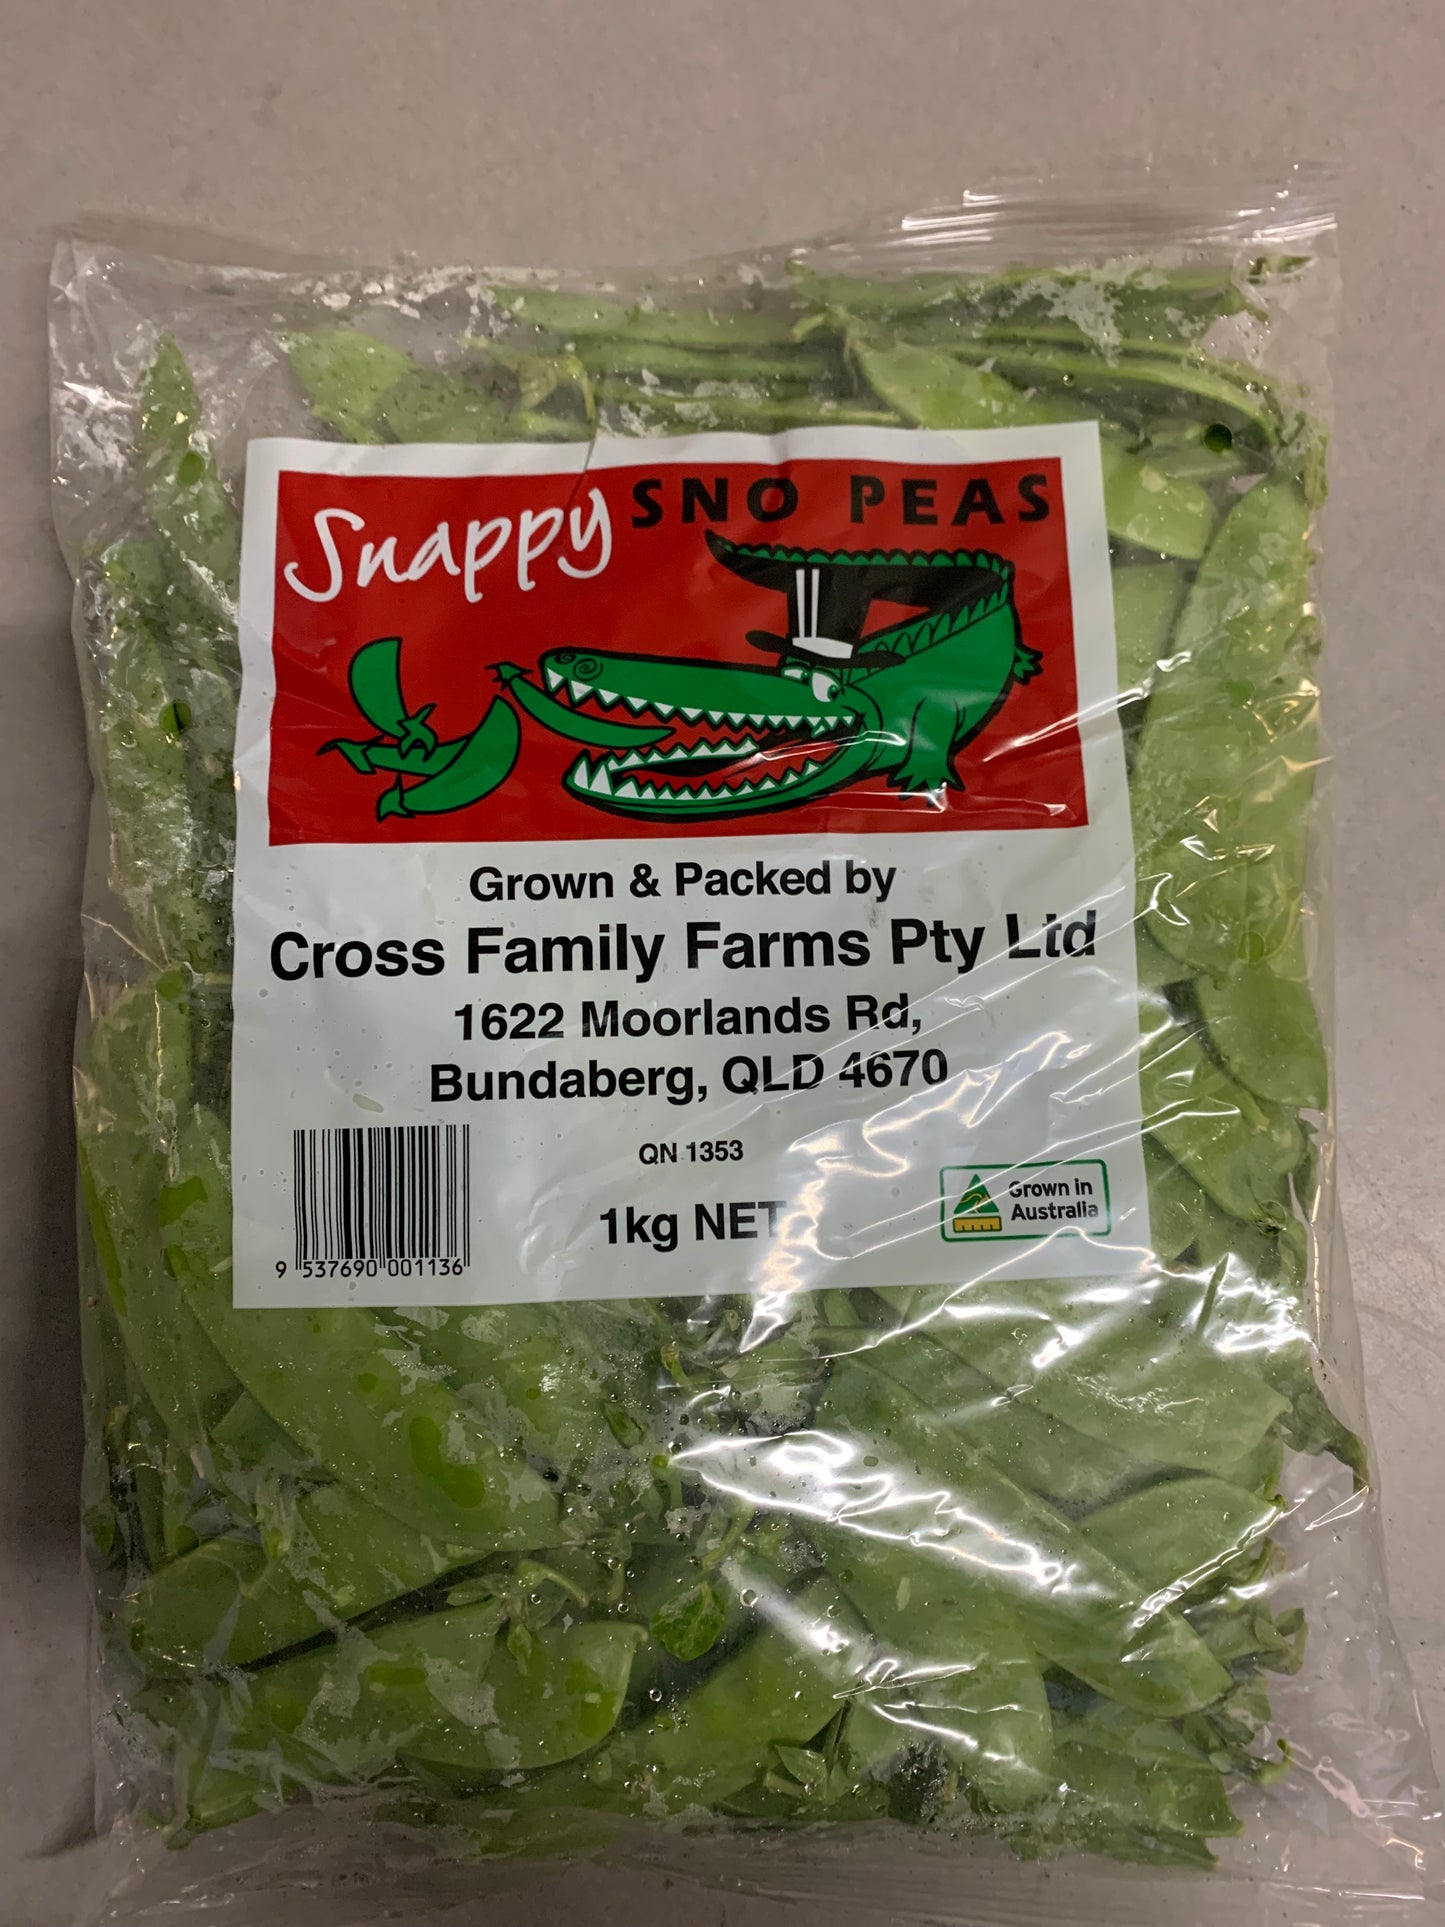 Snappy SNO PEAS
Grown & Packed by
Cross Family Farms Pty Ltd
1622 Moorlands Rd,
Bundaberg, QLD 4670
QN 1353
1kg NET
Grown in
Australia
9 537690 001136